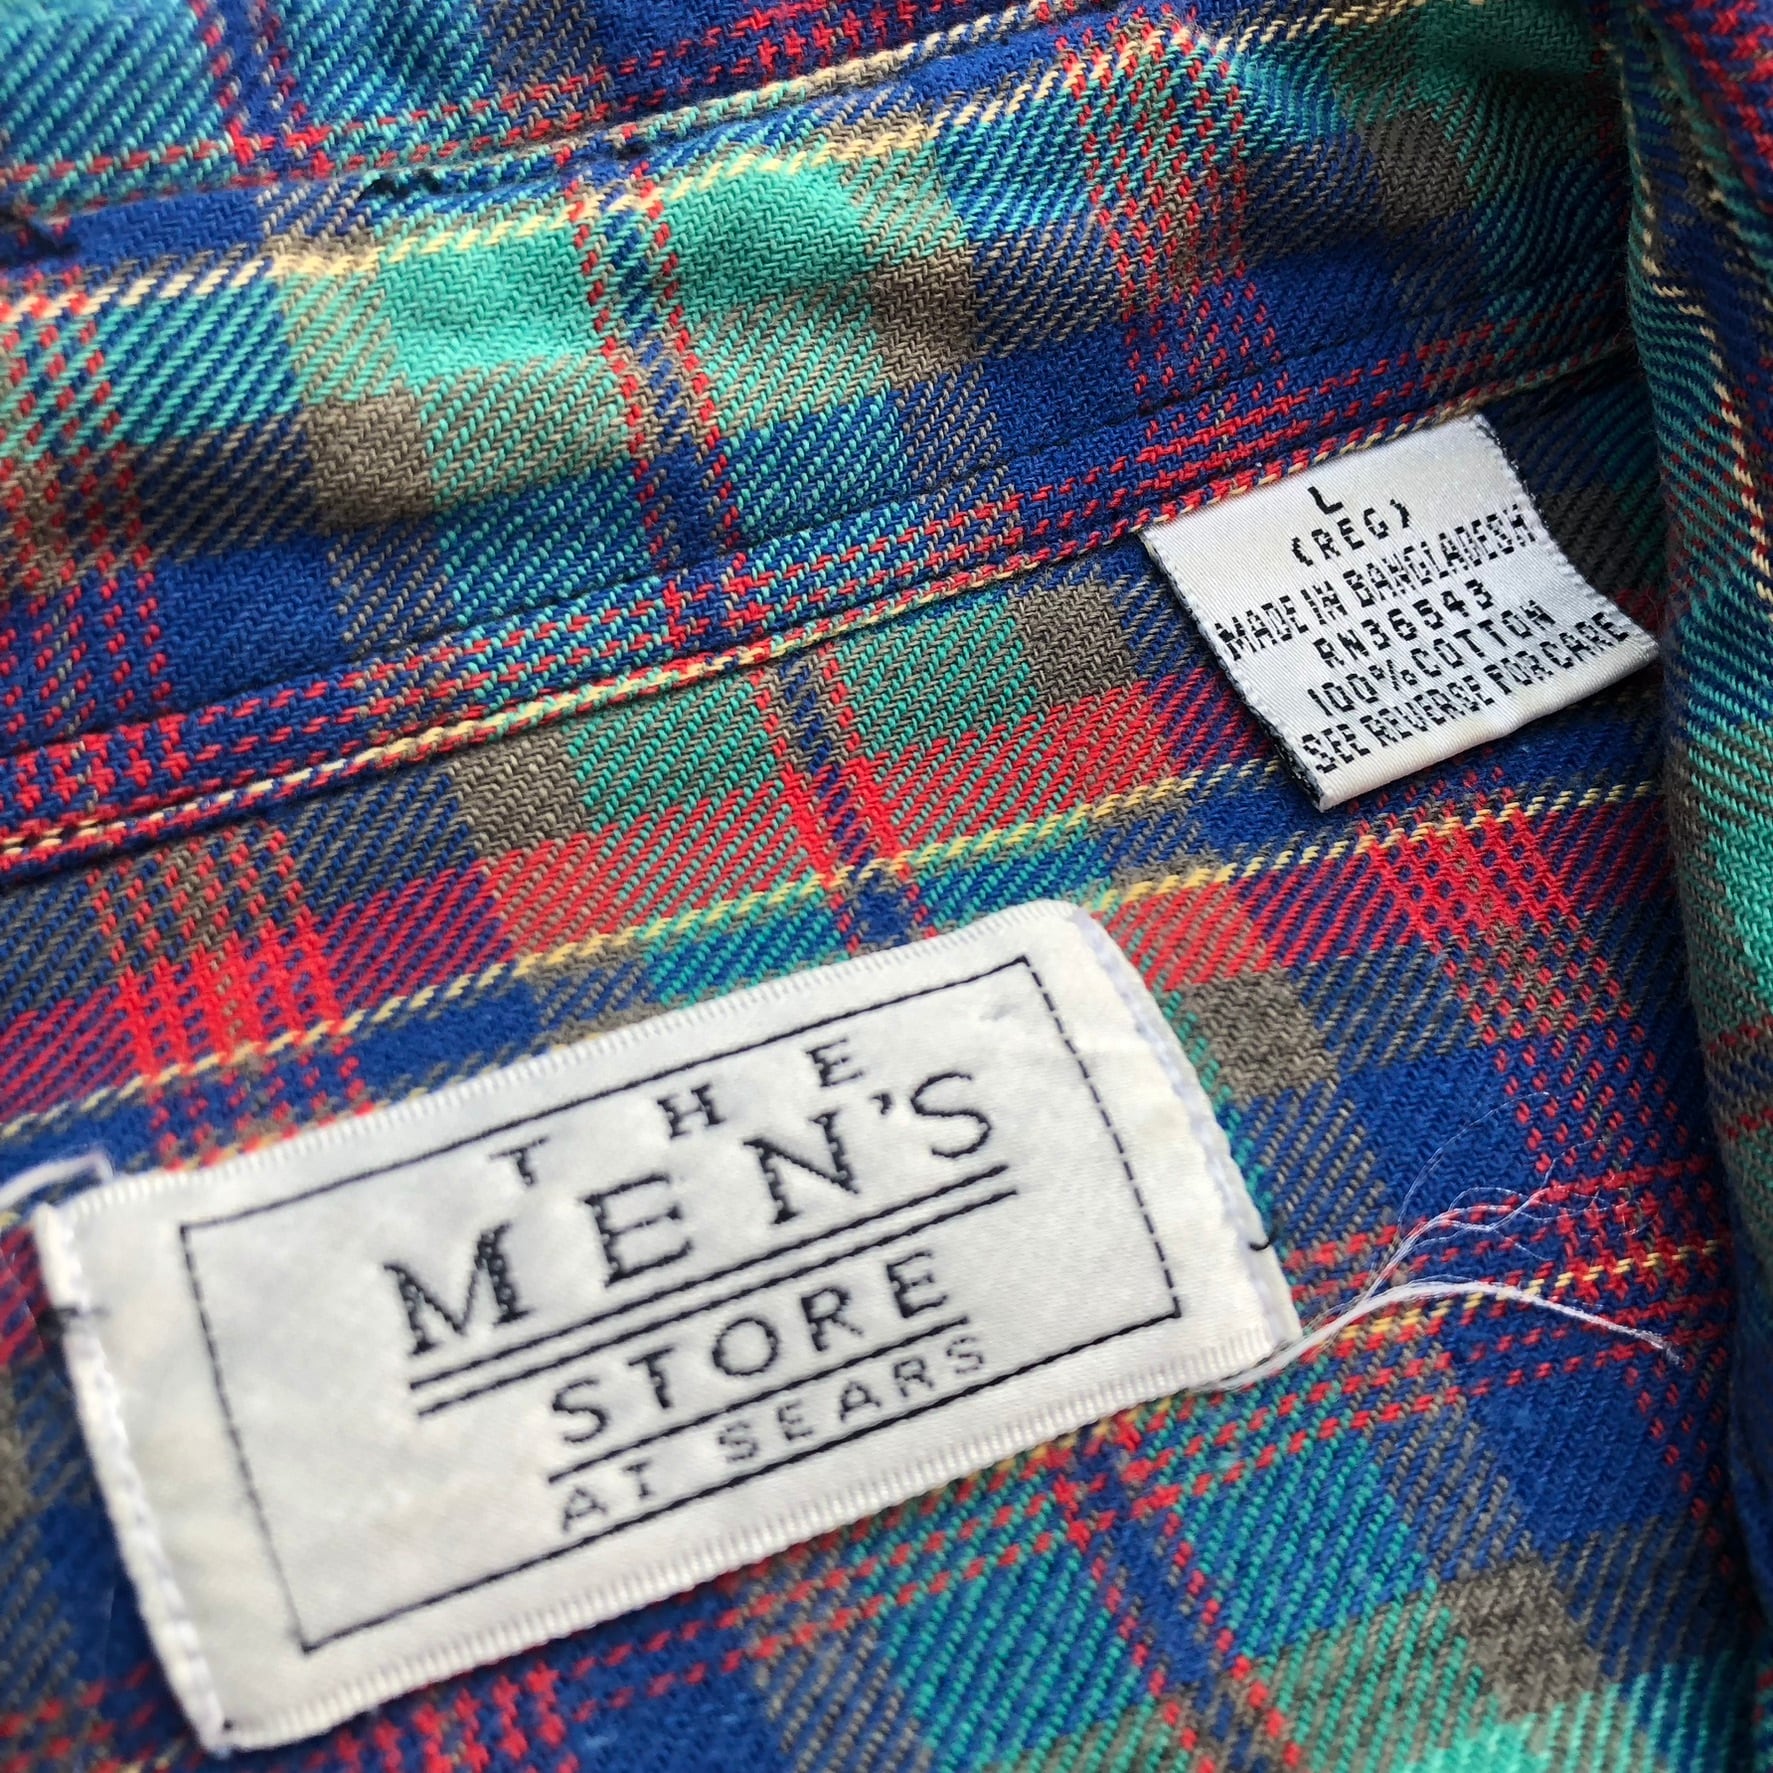 L
(REG)
MADE IN BANGLADESH
RN36543
100% COTTON
SEE REVERSE FOR CARE
THE
MEN'S
STORE
AT SEARS